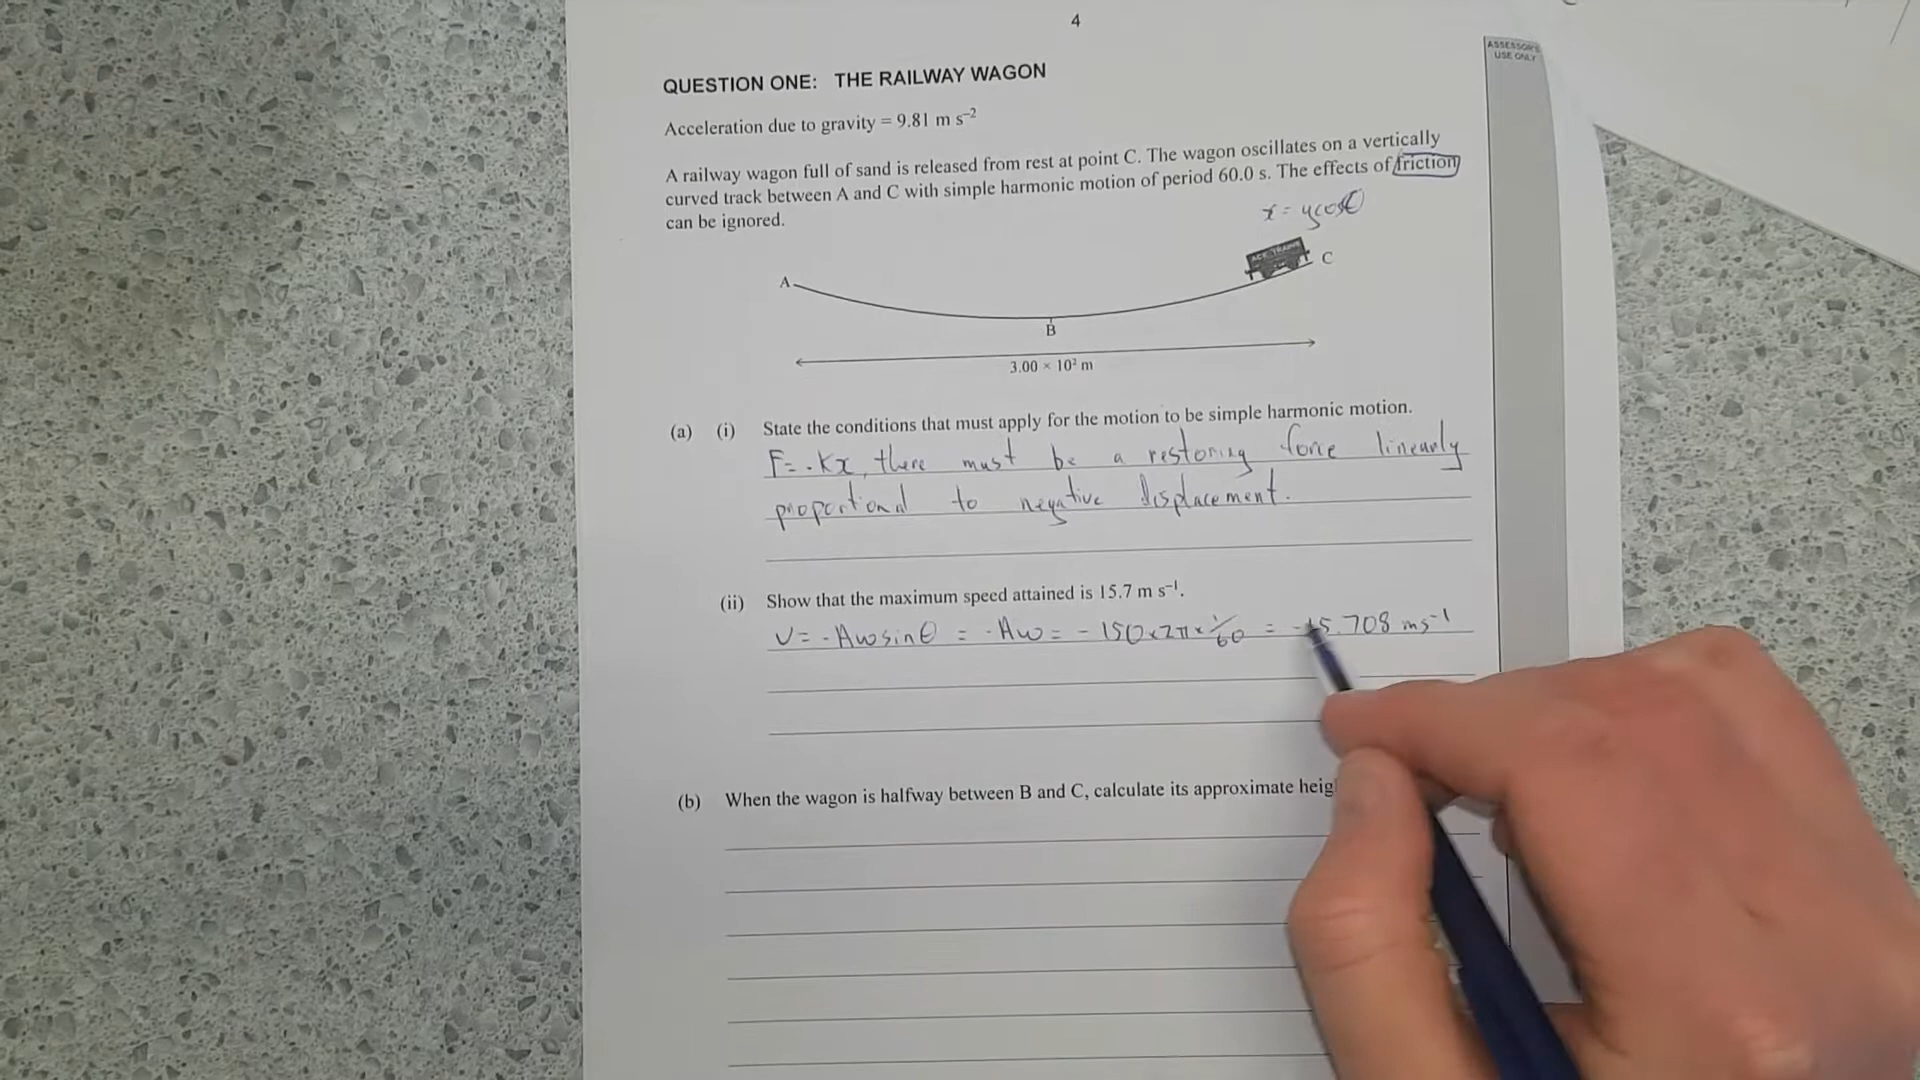 4
ASSESSOR'S
USE ONLY
QUESTION ONE: THE RAILWAY WAGON
Acceleration due to gravity = 9.81 m s⁻²
A railway wagon full of sand is released from rest at point C. The wagon oscillates on a vertically
curved track between A and C with simple harmonic motion of period 60.0 s. The effects of friction
can be ignored.
x = ycosθ
ACE TRAINS
A
C
B
3.00 × 10² m
(a) (i) State the conditions that must apply for the motion to be simple harmonic motion.
F = -Kx, there must be a restoring force linearly
proportional to negative displacement.
(ii) Show that the maximum speed attained is 15.7 m s⁻¹.
V = -Aωsinθ = -Aω = -150×2π×1/60 = -15.708 ms⁻¹
(b) When the wagon is halfway between B and C, calculate its approximate